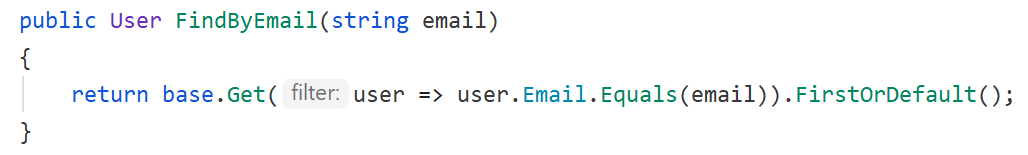 public User FindByEmail(string email)
{
return base.Get( filter: user => user.Email.Equals(email)).FirstOrDefault();
}